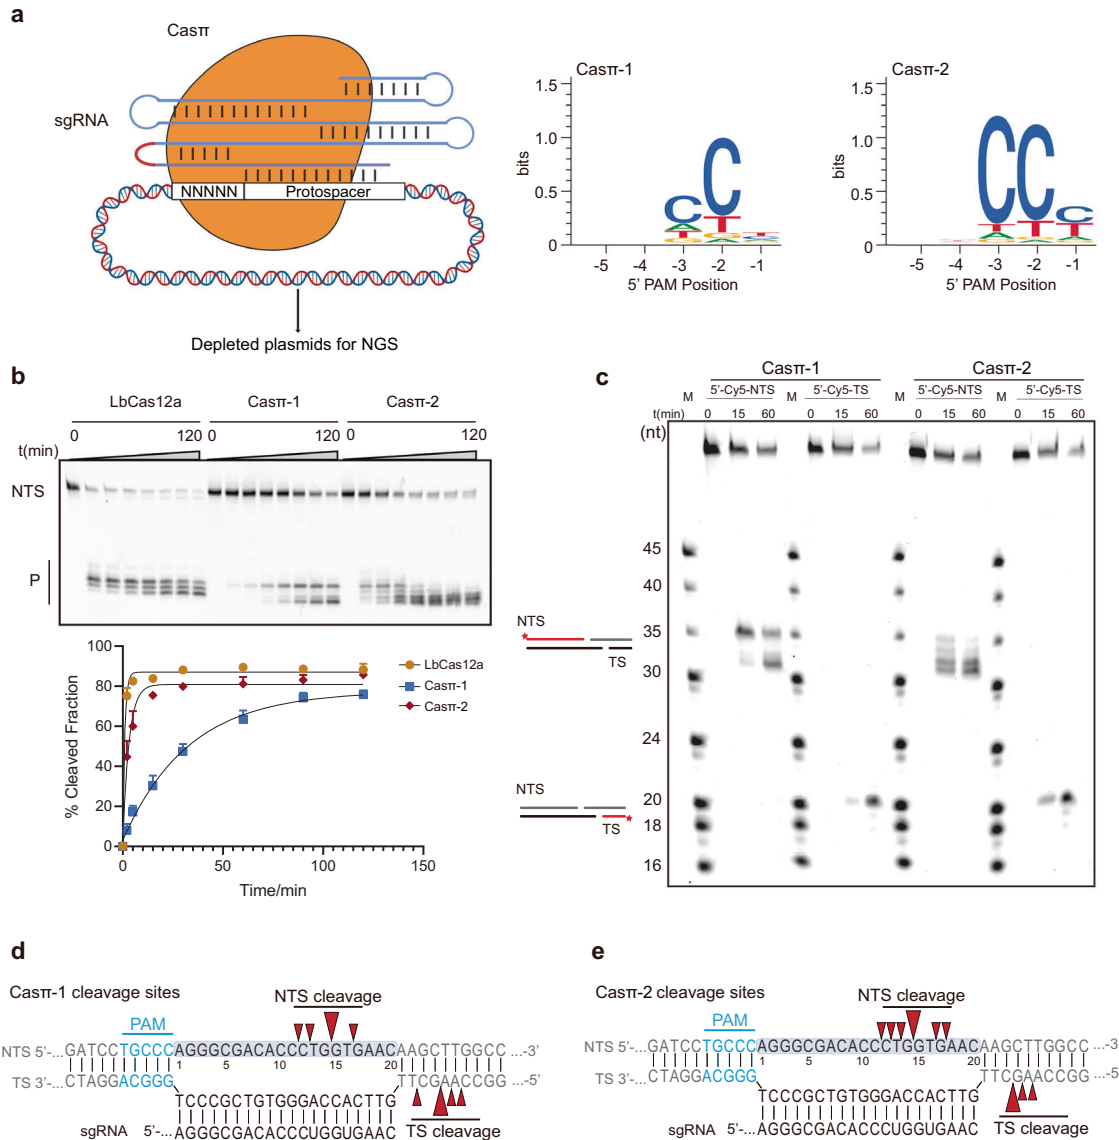 a
Casπ
sgRNA
NNNNN
Protospacer
Depleted plasmids for NGS
Casπ-1
bits
1.5
1.0
0.5
0
-5 -4 -3 -2 -1
5' PAM Position
Casπ-2
bits
1.5
1.0
0.5
0
-5 -4 -3 -2 -1
5' PAM Position
b
LbCas12a Casπ-1 Casπ-2
0 120 0 120 0 120
t(min)
NTS
P
% Cleaved Fraction
100
80
60
40
20
0
0 50 100 150
Time/min
LbCas12a
Casπ-1
Casπ-2
c
Casπ-1 Casπ-2
M 5'-Cy5-NTS M 5'-Cy5-TS M 5'-Cy5-NTS M 5'-Cy5-TS
t(min) 0 15 60 0 15 60 0 15 60 0 15 60
(nt)
45
40
35
30
24
20
18
16
NTS
TS
NTS
TS
d
Casπ-1 cleavage sites
NTS cleavage
PAM
NTS 5'-...GATCCTGCCCAGGGCGACACCCTGGTGAACAAGCTTGGCC...-3'
1 5 10 15 20
TS 3'-...CTAGGACGGG TTCGAACCGG...-5'
TCCCGCTGTGGGACCACTTG
sgRNA 5'-...AGGGCGACACCCUGGUGAAC
TS cleavage
e
Casπ-2 cleavage sites
NTS cleavage
PAM
NTS 5'-...GATCCTGCCCAGGGCGACACCCTGGTGAACAAGCTTGGCC...-3
1 5 10 15 20
TS 3'-...CTAGGACGGG TTCGAACCGG...-5
TCCCGCTGTGGGACCACTTG
sgRNA 5'-...AGGGCGACACCCUGGUGAAC
TS cleavage